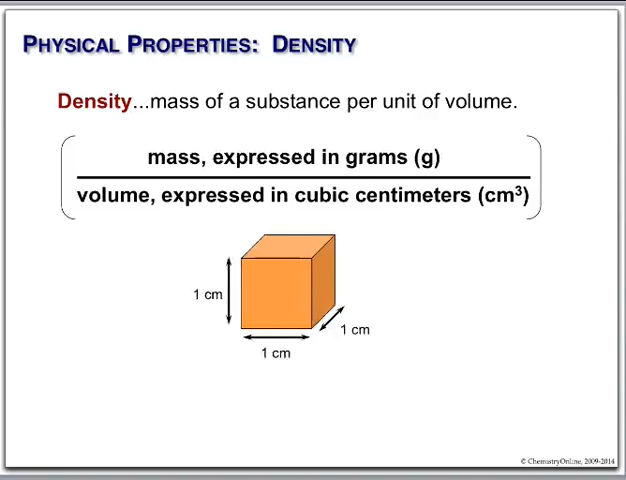 PHYSICAL PROPERTIES: DENSITY
Density...mass of a substance per unit of volume.
mass, expressed in grams (g)
volume, expressed in cubic centimeters (cm³)
1 cm
1 cm
1 cm
© ChemistryOnline, 2009-2014